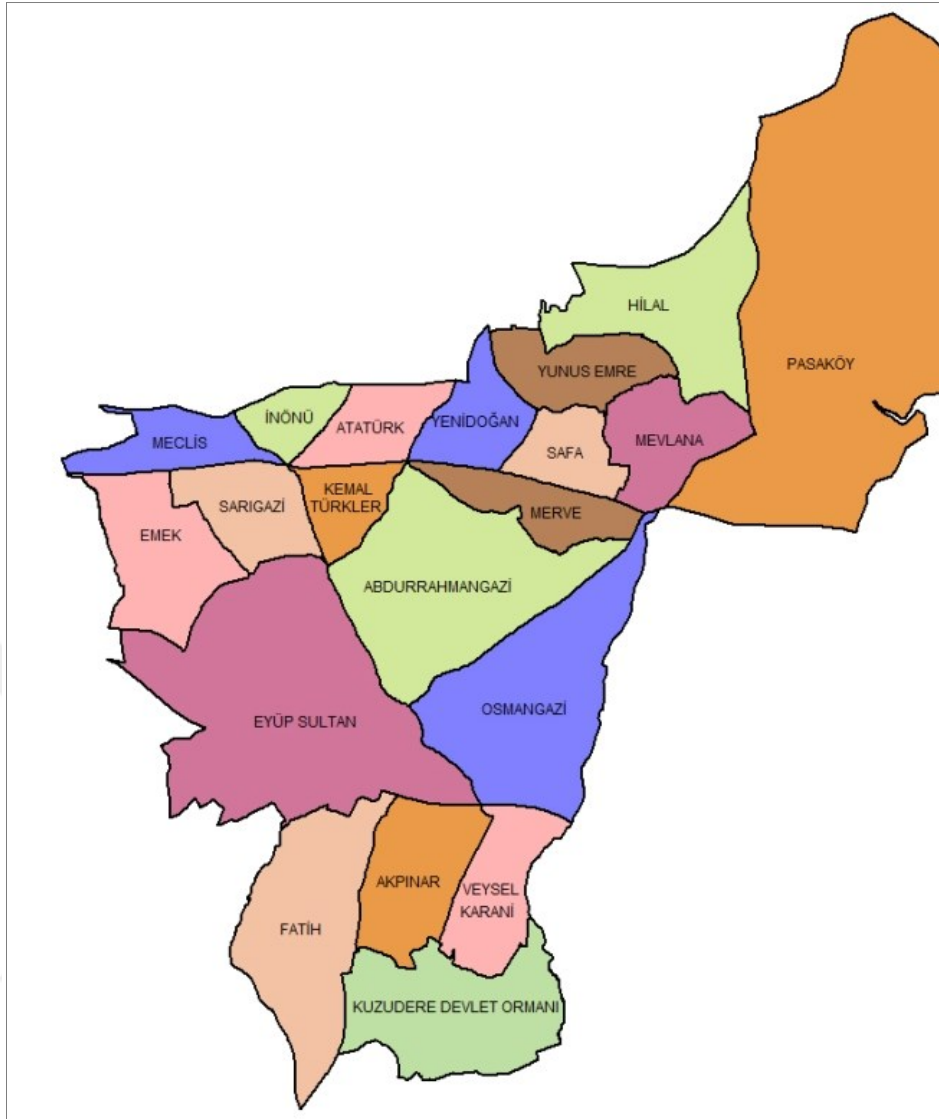 HİLAL
PASAKÖY
YUNUS EMRE
İNÖNÜ
ATATÜRK
YENİDOĞAN
MECLİS
SAFA
MEVLANA
KEMAL
TÜRKLER
SARIGAZİ
MERVE
EMEK
ABDURRAHMANGAZİ
OSMANGAZİ
EYÜP SULTAN
AKPINAR
VEYSEL
KARANİ
FATİH
KUZUDERE DEVLET ORMANI